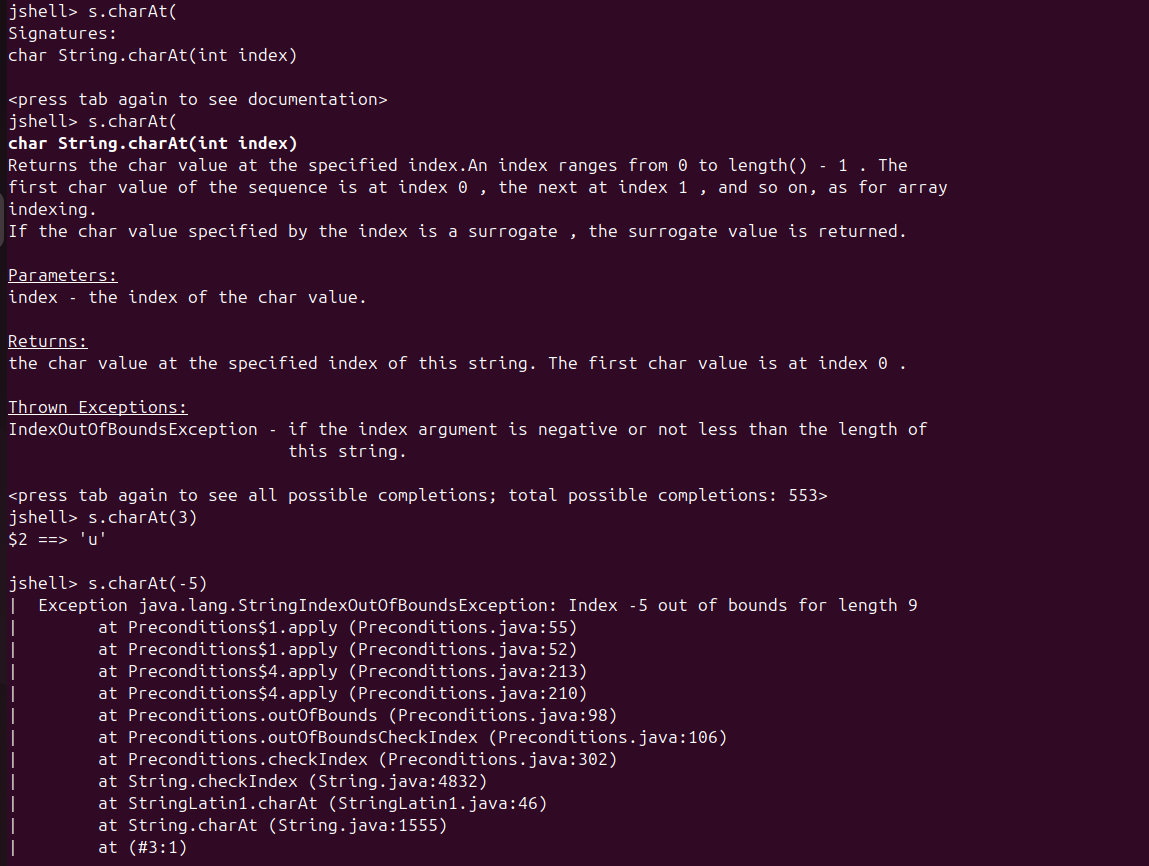 jshell> s.charAt(
Signatures:
char String.charAt(int index)
<press tab again to see documentation>
jshell> s.charAt(
char String.charAt(int index)
Returns the char value at the specified index.An index ranges from 0 to length() - 1 . The
first char value of the sequence is at index 0 , the next at index 1 , and so on, as for array
indexing.
If the char value specified by the index is a surrogate , the surrogate value is returned.
Parameters:
index - the index of the char value.
Returns:
the char value at the specified index of this string. The first char value is at index 0 .
Thrown Exceptions:
IndexOutOfBoundsException - if the index argument is negative or not less than the length of
this string.
<press tab again to see all possible completions; total possible completions: 553>
jshell> s.charAt(3)
$2 ==> 'u'
jshell> s.charAt(-5)
|  Exception java.lang.StringIndexOutOfBoundsException: Index -5 out of bounds for length 9
|        at Preconditions$1.apply (Preconditions.java:55)
|        at Preconditions$1.apply (Preconditions.java:52)
|        at Preconditions$4.apply (Preconditions.java:213)
|        at Preconditions$4.apply (Preconditions.java:210)
|        at Preconditions.outOfBounds (Preconditions.java:98)
|        at Preconditions.outOfBoundsCheckIndex (Preconditions.java:106)
|        at Preconditions.checkIndex (Preconditions.java:302)
|        at String.checkIndex (String.java:4832)
|        at StringLatin1.charAt (StringLatin1.java:46)
|        at String.charAt (String.java:1555)
|        at (#3:1)